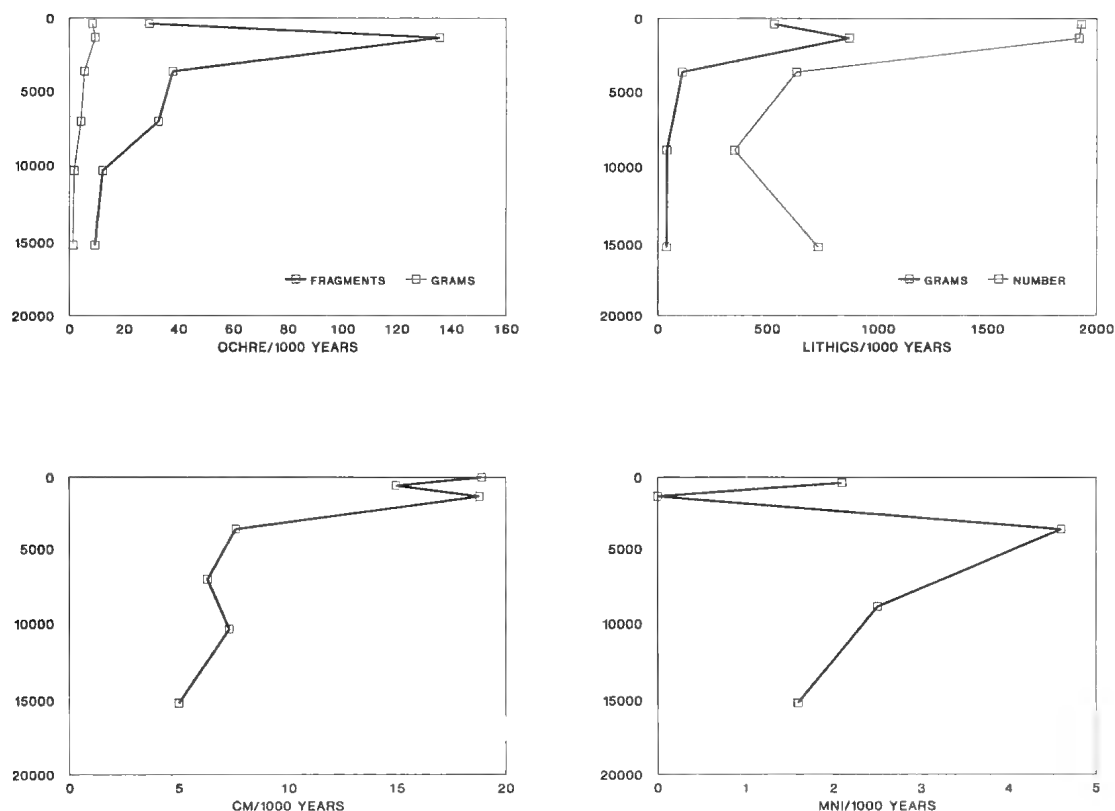 0
5000
10000
15000
20000
FRAGMENTS GRAMS
0 20 40 60 80 100 120 140 160
OCHRE/1000 YEARS
0
5000
10000
15000
20000
GRAMS NUMBER
0 500 1000 1500 2000
LITHICS/1000 YEARS
0
5000
10000
15000
20000
0 5 10 15 20
CM/1000 YEARS
0
5000
10000
15000
20000
0 1 2 3 4 5
MNI/1000 YEARS